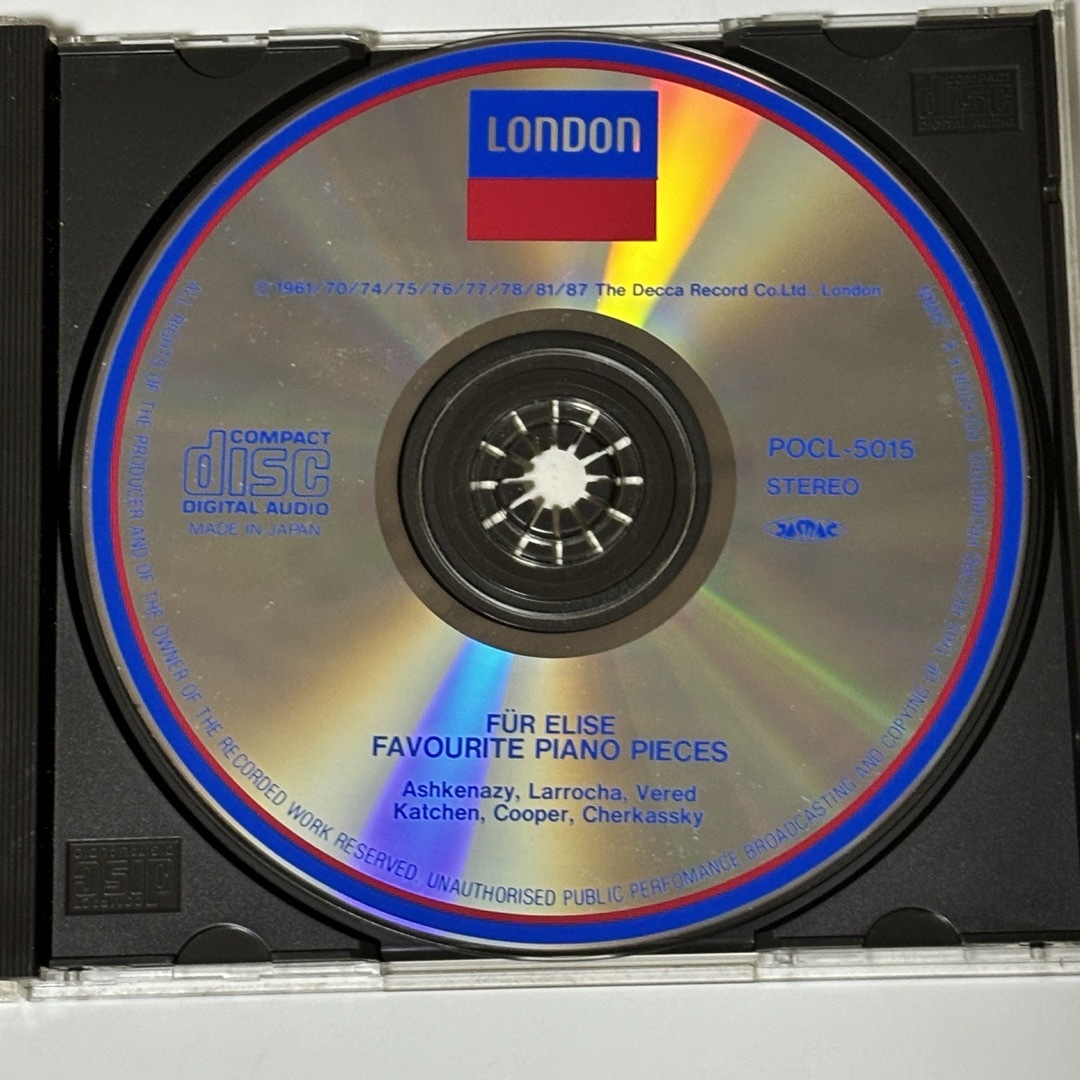 LONDON
℗ 1961/70/74/75/76/77/78/81/87 The Decca Record Co.Ltd., London
COMPACT
disc
DIGITAL AUDIO
MADE IN JAPAN
POCL-5015
STEREO
JASRAC
FÜR ELISE
FAVOURITE PIANO PIECES
Ashkenazy, Larrocha, Vered
Katchen, Cooper, Cherkassky
ALL RIGHTS OF THE PRODUCER AND OF THE OWNER OF THE RECORDED WORK RESERVED. UNAUTHORISED PUBLIC PERFOMANCE BROADCASTING AND COPYING OF THIS